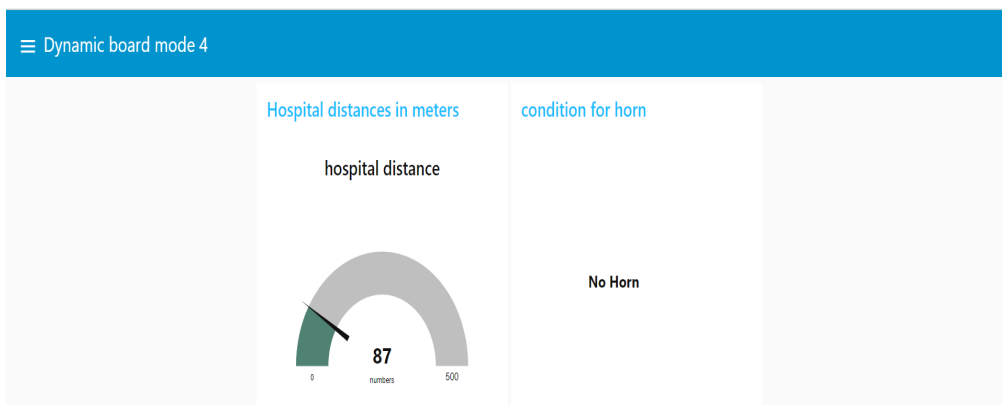 Dynamic board mode 4
Hospital distances in meters
hospital distance
87
numbers
0
500
condition for horn
No Horn